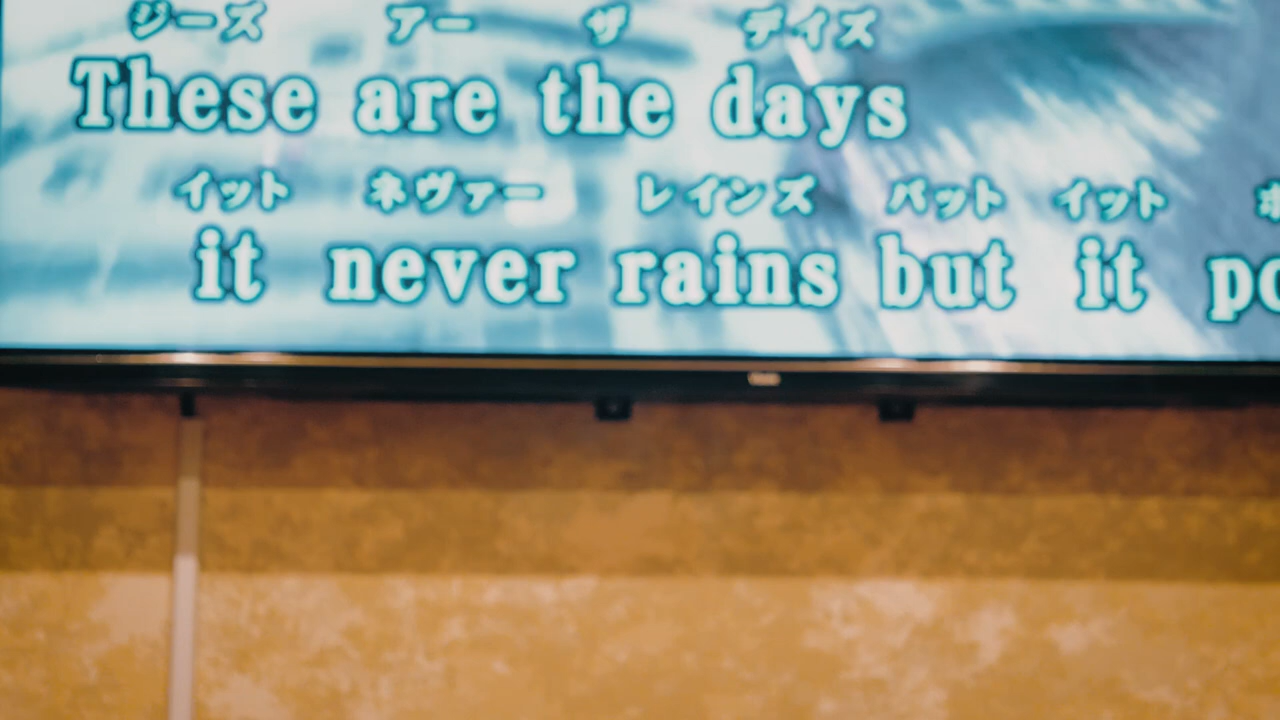 ジーズ アー ザ デイズ
These are the days
イット ネヴァー レインズ バット イット
it never rains but it po